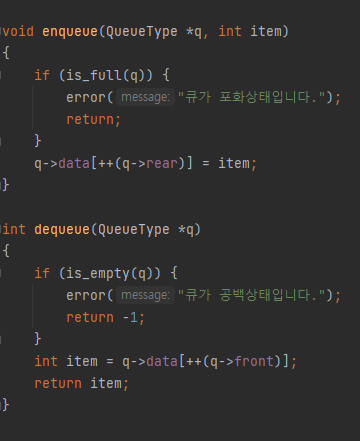 void enqueue(QueueType *q, int item)
{
    if (is_full(q)) {
        error( message: "큐가 포화상태입니다.");
        return;
    }
    q->data[++(q->rear)] = item;
}

int dequeue(QueueType *q)
{
    if (is_empty(q)) {
        error( message: "큐가 공백상태입니다.");
        return -1;
    }
    int item = q->data[++(q->front)];
    return item;
}